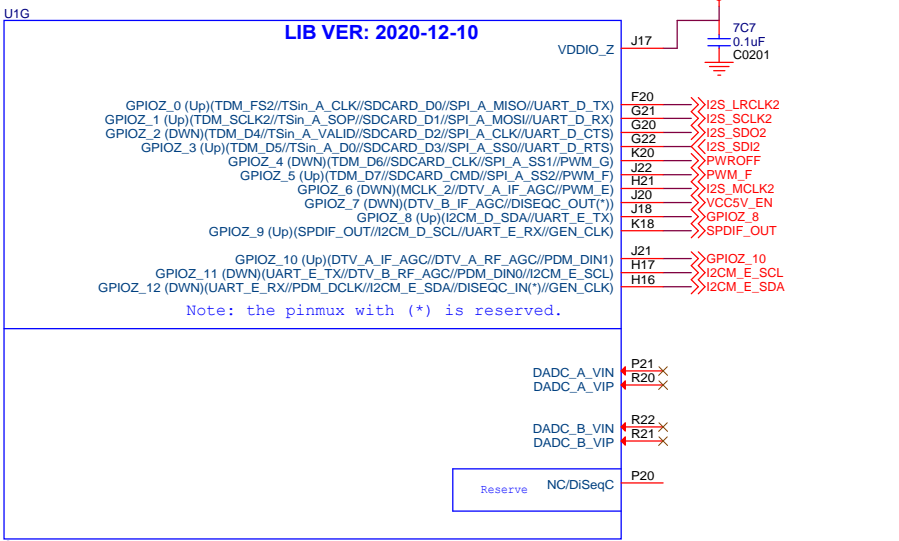 U1G
LIB VER: 2020-12-10
VDDIO_Z J17
7C7
0.1uF
C0201
GPIOZ_0 (Up)(TDM_FS2//TSin_A_CLK//SDCARD_D0//SPI_A_MISO//UART_D_TX) F20 I2S_LRCLK2
GPIOZ_1 (Up)(TDM_SCLK2//TSin_A_SOP//SDCARD_D1//SPI_A_MOSI//UART_D_RX) G21 I2S_SCLK2
GPIOZ_2 (DWN)(TDM_D4//TSin_A_VALID//SDCARD_D2//SPI_A_CLK//UART_D_CTS) G20 I2S_SDO2
GPIOZ_3 (Up)(TDM_D5//TSin_A_D0//SDCARD_D3//SPI_A_SS0//UART_D_RTS) G22 I2S_SDI2
GPIOZ_4 (DWN)(TDM_D6//SDCARD_CLK//SPI_A_SS1//PWM_G) K20 PWROFF
GPIOZ_5 (Up)(TDM_D7//SDCARD_CMD//SPI_A_SS2//PWM_F) J22 PWM_F
GPIOZ_6 (DWN)(MCLK_2//DTV_A_IF_AGC//PWM_E) H21 I2S_MCLK2
GPIOZ_7 (DWN)(DTV_B_IF_AGC//DISEQC_OUT(*)) J20 VCC5V_EN
GPIOZ_8 (Up)(I2CM_D_SDA//UART_E_TX) J18 GPIOZ_8
GPIOZ_9 (Up)(SPDIF_OUT//I2CM_D_SCL//UART_E_RX//GEN_CLK) K18 SPDIF_OUT
GPIOZ_10 (Up)(DTV_A_IF_AGC//DTV_A_RF_AGC//PDM_DIN1) J21 GPIOZ_10
GPIOZ_11 (DWN)(UART_E_TX//DTV_B_RF_AGC//PDM_DIN0//I2CM_E_SCL) H17 I2CM_E_SCL
GPIOZ_12 (DWN)(UART_E_RX//PDM_DCLK//I2CM_E_SDA//DISEQC_IN(*)//GEN_CLK) H16 I2CM_E_SDA
Note: the pinmux with (*) is reserved.
DADC_A_VIN P21
DADC_A_VIP R20
DADC_B_VIN R22
DADC_B_VIP R21
Reserve NC/DiSeqC P20